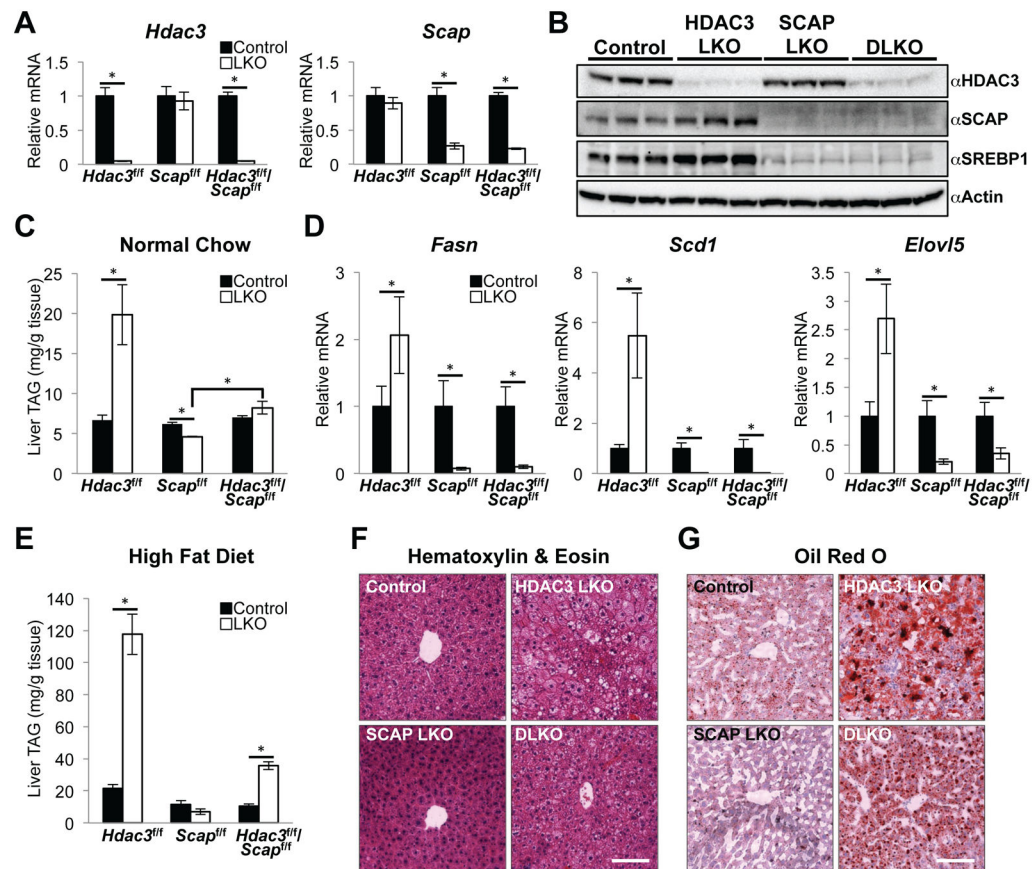 A
Hdac3
Scap
Control
LKO
Relative mRNA
1.5
1
0.5
0
*
*
Hdac3f/f Scapf/f Hdac3f/f/
Scapf/f
Relative mRNA
1.5
1
0.5
0
*
*
Hdac3f/f Scapf/f Hdac3f/f/
Scapf/f
B
Control
HDAC3
LKO
SCAP
LKO
DLKO
αHDAC3
αSCAP
αSREBP1
αActin
C
Normal Chow
Control
LKO
Liver TAG (mg/g tissue)
25
20
15
10
5
0
*
*
*
Hdac3f/f Scapf/f Hdac3f/f/
Scapf/f
D
Fasn
Control
LKO
Relative mRNA
3
2
1
0
*
*
*
Hdac3f/f Scapf/f Hdac3f/f/
Scapf/f
Scd1
Relative mRNA
8
6
4
2
0
*
*
*
Hdac3f/f Scapf/f Hdac3f/f/
Scapf/f
Elovl5
Relative mRNA
3.5
3
2.5
2
1.5
1
0.5
0
*
*
*
Hdac3f/f Scapf/f Hdac3f/f/
Scapf/f
E
High Fat Diet
Control
LKO
Liver TAG (mg/g tissue)
140
120
100
80
60
40
20
0
*
*
Hdac3f/f Scapf/f Hdac3f/f/
Scapf/f
F
Hematoxylin & Eosin
Control
HDAC3 LKO
SCAP LKO
DLKO
G
Oil Red O
Control
HDAC3 LKO
SCAP LKO
DLKO